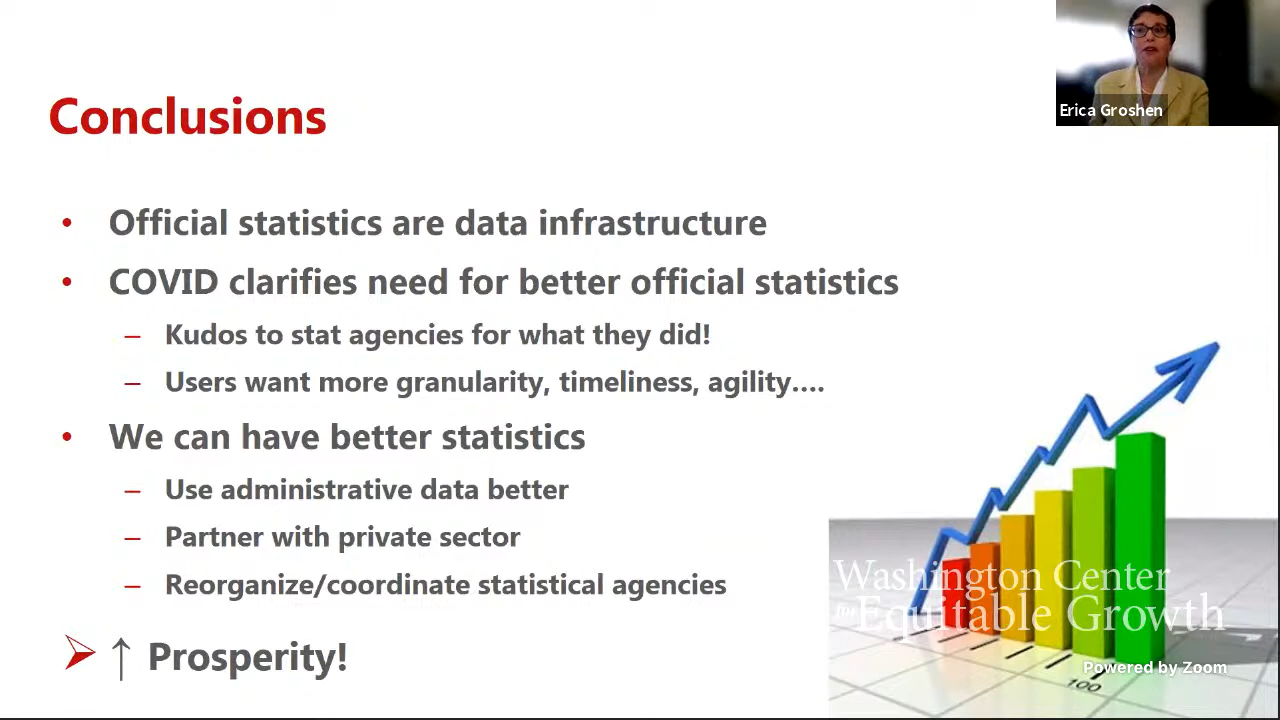 Erica Groshen
Conclusions
• Official statistics are data infrastructure
• COVID clarifies need for better official statistics
– Kudos to stat agencies for what they did!
– Users want more granularity, timeliness, agility....
• We can have better statistics
– Use administrative data better
– Partner with private sector
– Reorganize/coordinate statistical agencies
➢ ↑ Prosperity!
Washington Center
for Equitable Growth
Powered by Zoom
100